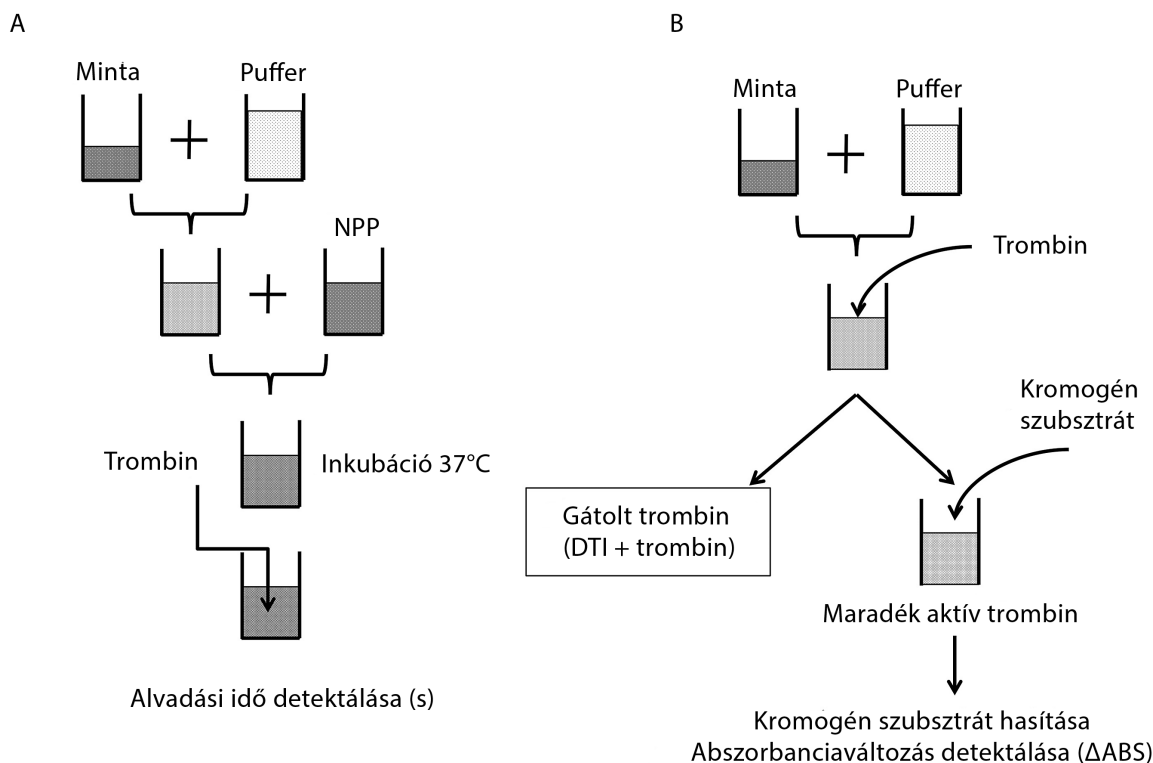 A
Minta
Puffer
NPP
Trombin
Inkubáció 37°C
Alvadási idő detektálása (s)
B
Minta
Puffer
Trombin
Kromogén
szubsztrát
Gátolt trombin
(DTI + trombin)
Maradék aktív trombin
Kromogén szubsztrát hasítása
Abszorbanciaváltozás detektálása (ΔABS)